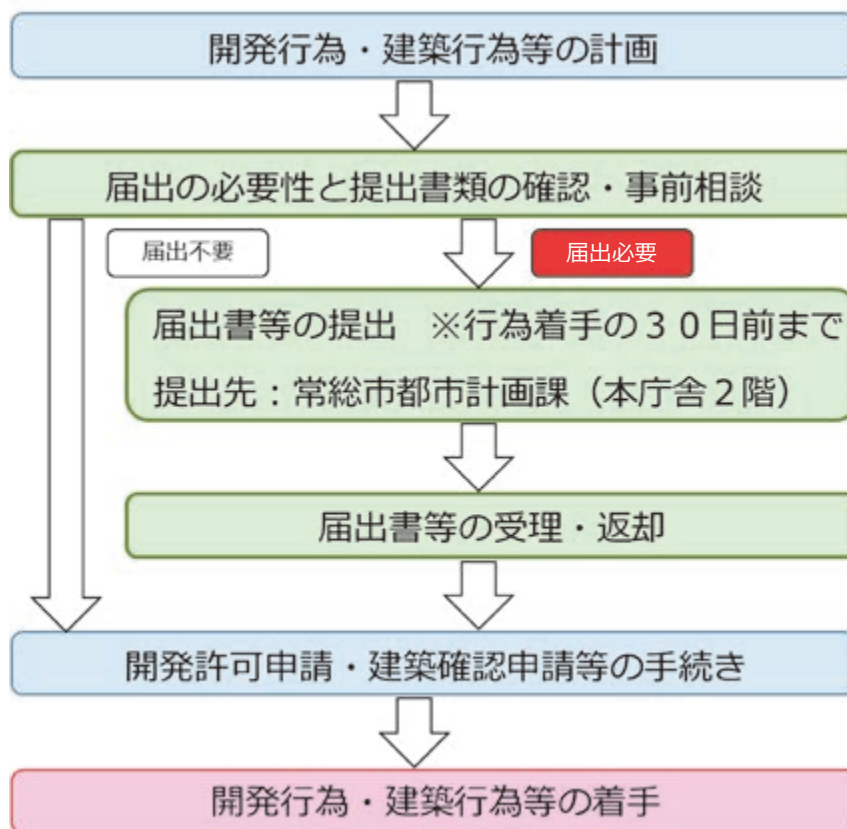 開発行為・建築行為等の計画
届出の必要性と提出書類の確認・事前相談
届出不要
届出必要
届出書等の提出　※行為着手の３０日前まで
提出先：常総市都市計画課（本庁舎２階）
届出書等の受理・返却
開発許可申請・建築確認申請等の手続き
開発行為・建築行為等の着手